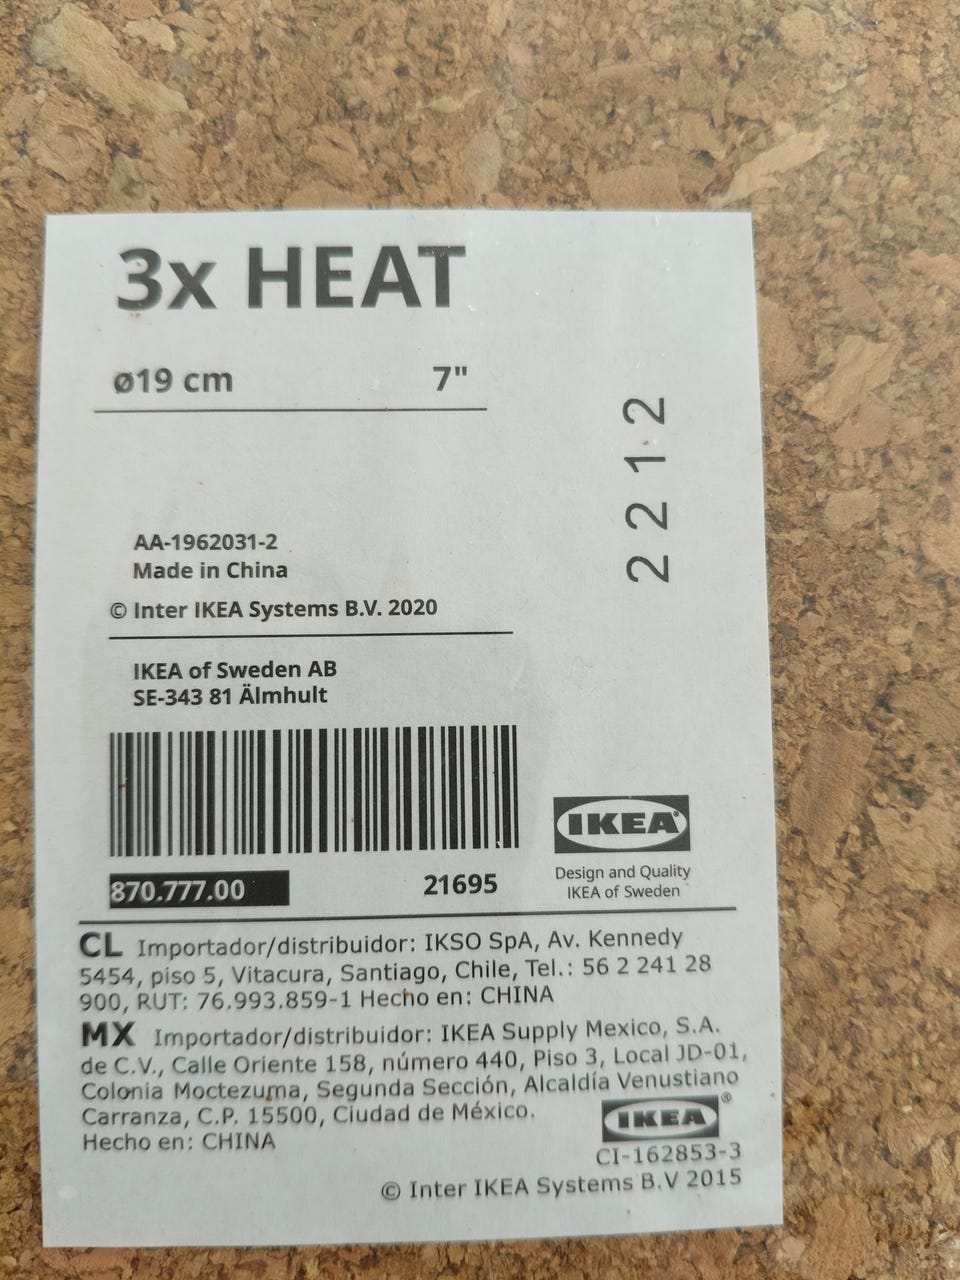 3x HEAT
ø19 cm 7"
2212
AA-1962031-2
Made in China
© Inter IKEA Systems B.V. 2020
IKEA of Sweden AB
SE-343 81 Älmhult
870.777.00 21695
IKEA®
Design and Quality
IKEA of Sweden
CL Importador/distribuidor: IKSO SpA, Av. Kennedy
5454, piso 5, Vitacura, Santiago, Chile, Tel.: 56 2 241 28
900, RUT: 76.993.859-1 Hecho en: CHINA
MX Importador/distribuidor: IKEA Supply Mexico, S.A.
de C.V., Calle Oriente 158, número 440, Piso 3, Local JD-01,
Colonia Moctezuma, Segunda Sección, Alcaldía Venustiano
Carranza, C.P. 15500, Ciudad de México.
Hecho en: CHINA
IKEA®
CI-162853-3
© Inter IKEA Systems B.V 2015